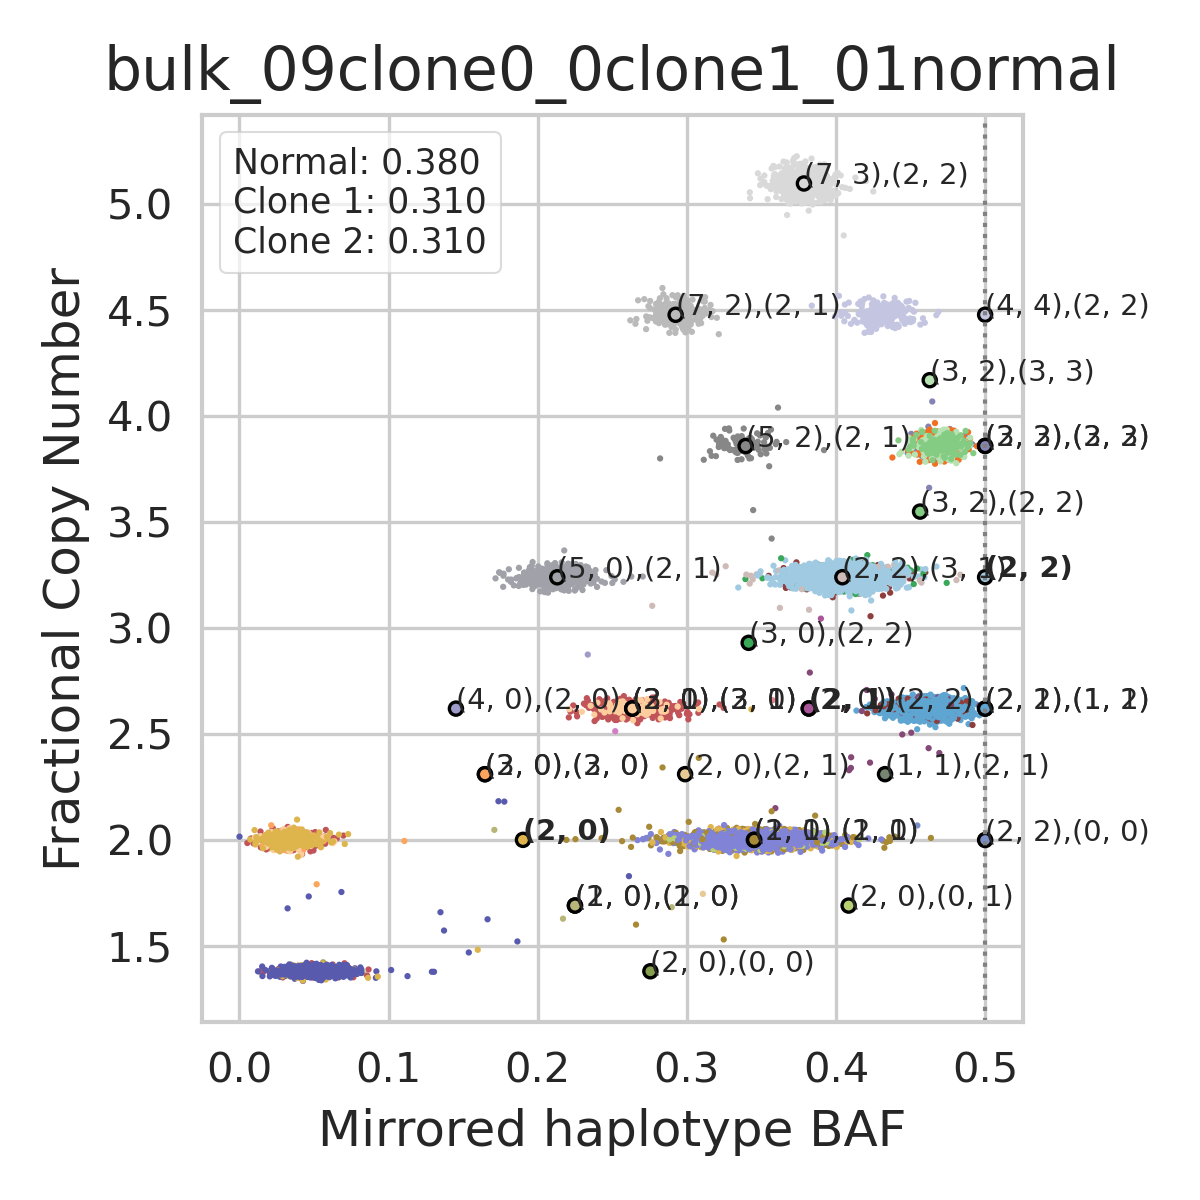 bulk_09clone0_0clone1_01normal
Normal: 0.380
Clone 1: 0.310
Clone 2: 0.310
Fractional Copy Number
5.0
4.5
4.0
3.5
3.0
2.5
2.0
1.5
(7, 3),(2, 2)
(7, 2),(2, 1)
(4, 4),(2, 2)
(3, 2),(3, 3)
(5, 2),(2, 1)
(3, 2),(2, 2)
(5, 0),(2, 1)
(2, 2),(3, 1)
(2, 2)
(3, 0),(2, 2)
(4, 0),(2, 0)
(2, 0),(2, 1)
(1, 1),(2, 1)
(2, 0)
(2, 2),(0, 0)
(2, 0),(0, 1)
(2, 0),(0, 0)
0.0 0.1 0.2 0.3 0.4 0.5
Mirrored haplotype BAF